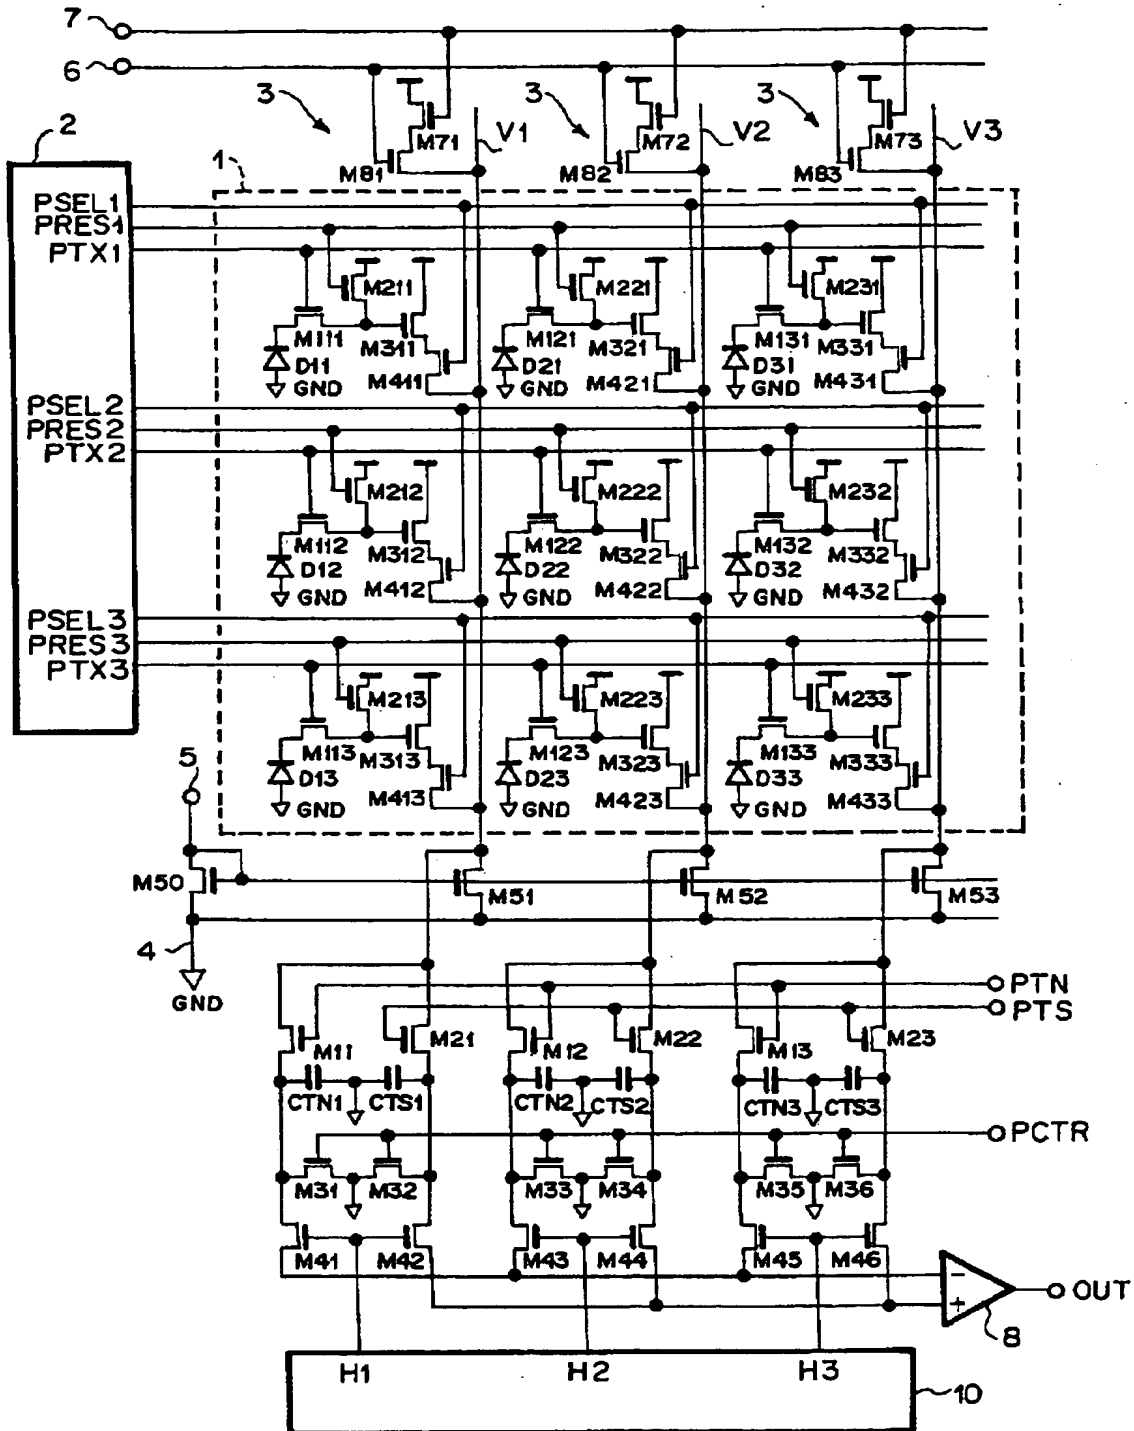 7
6
3 3 3
2
M71 V1 M72 V2 M73 V3
1
M81 M82 M83
PSEL1
PRES1
PTX1
M211 M221 M231
M111 M311 M121 M321 M131 M331
D11 M411 D21 M421 D31 M431
GND GND GND
PSEL2
PRES2
PTX2
M212 M222 M232
M112 M312 M122 M322 M132 M332
D12 M412 D22 M422 D32 M432
GND GND GND
PSEL3
PRES3
PTX3
M213 M223 M233
M113 M313 M123 M323 M133 M333
5
D13 M413 D23 M423 D33 M433
GND GND GND
M50 M51 M52 M53
4
GND
PTN
PTS
M11 M21 M12 M22 M13 M23
CTN1 CTS1 CTN2 CTS2 CTN3 CTS3
PCTR
M31 M32 M33 M34 M35 M36
M41 M42 M43 M44 M45 M46
-
+
OUT
8
H1 H2 H3
10